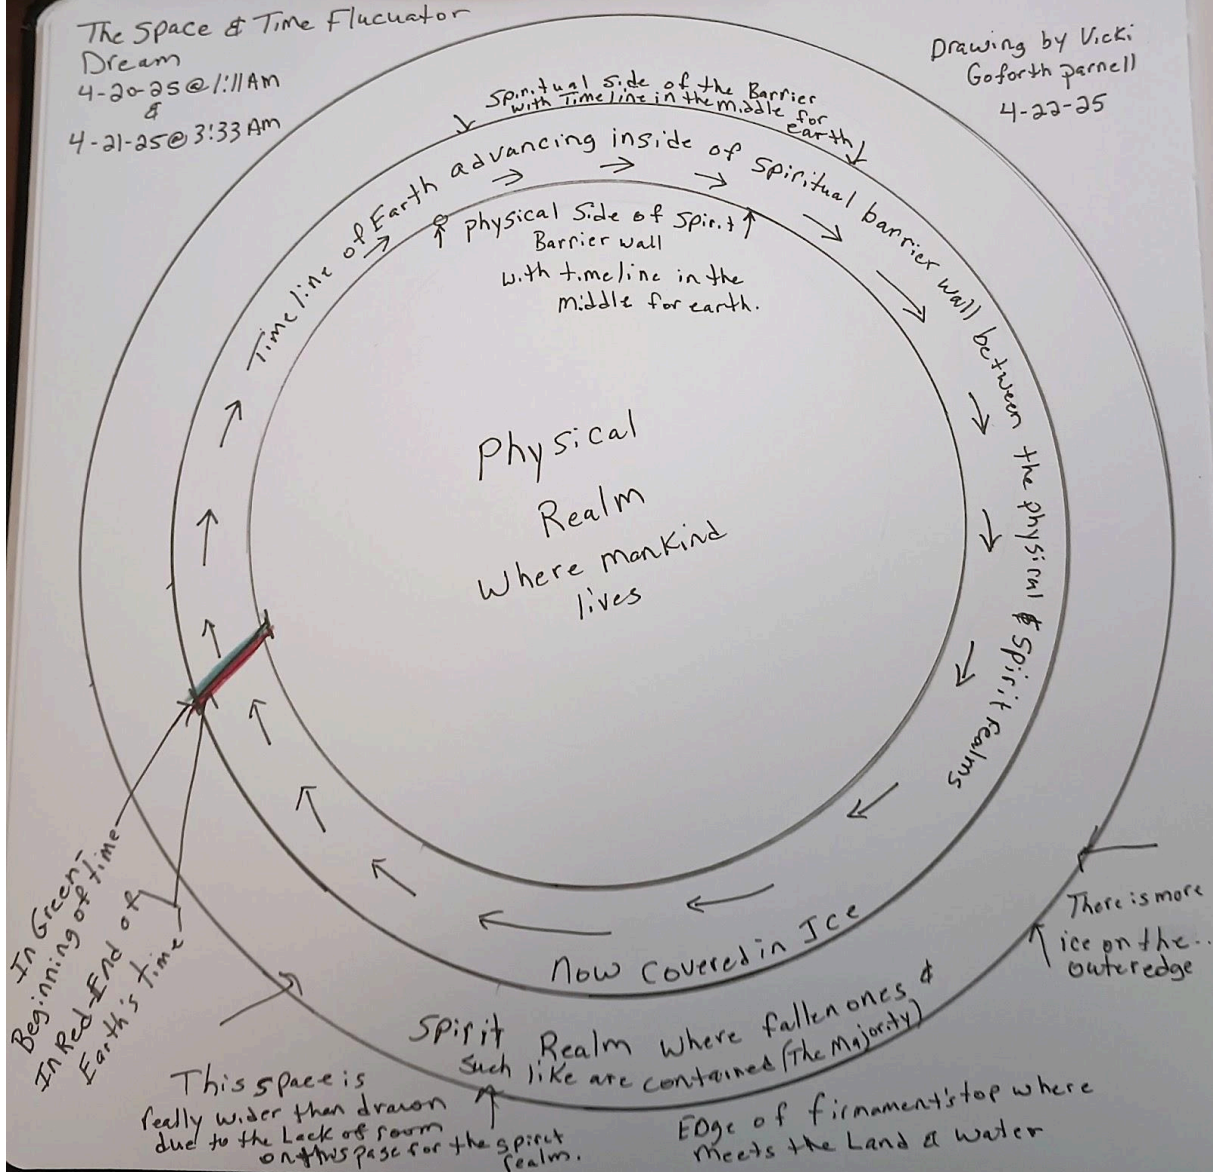 The Space & Time Flucuator
Dream
4-20-25@1:11AM
&
4-21-25@3:33Am
Drawing by Vicki
Goforth Parnell
4-22-25
Spiritual side of the Barrier
with Timeline in the middle for
earth
Timeline of Earth advancing inside of spiritual barrier wall between the physical & spirit realms
physical side of spirit
Barrier wall
with timeline in the
middle for earth.
Physical
Realm
where mankind
lives
In Green-
Beginning of time
In Red-End of
Earth's time
now covered in Ice
There is more
ice on the..
outer edge
Spirit Realm where fallen ones &
such like are contained (The Majority)
This space is
really wider than drawn
due to the Lack of room
on this page for the spirit
realm.
Edge of firmament's top where
meets the Land & water